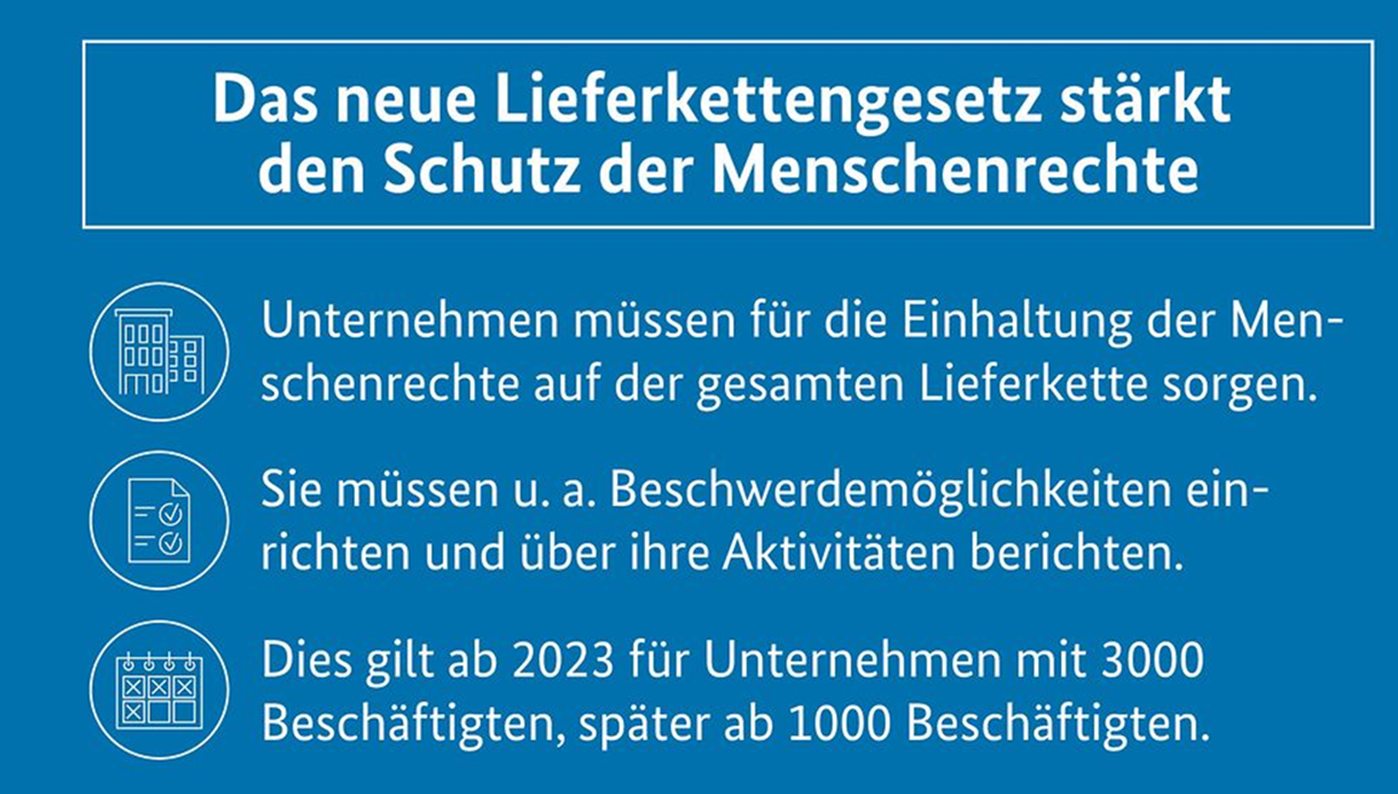 Das neue Lieferkettengesetz stärkt
den Schutz der Menschenrechte
Unternehmen müssen für die Einhaltung der Men-
schenrechte auf der gesamten Lieferkette sorgen.
Sie müssen u. a. Beschwerdemöglichkeiten ein-
richten und über ihre Aktivitäten berichten.
Dies gilt ab 2023 für Unternehmen mit 3000
Beschäftigten, später ab 1000 Beschäftigten.